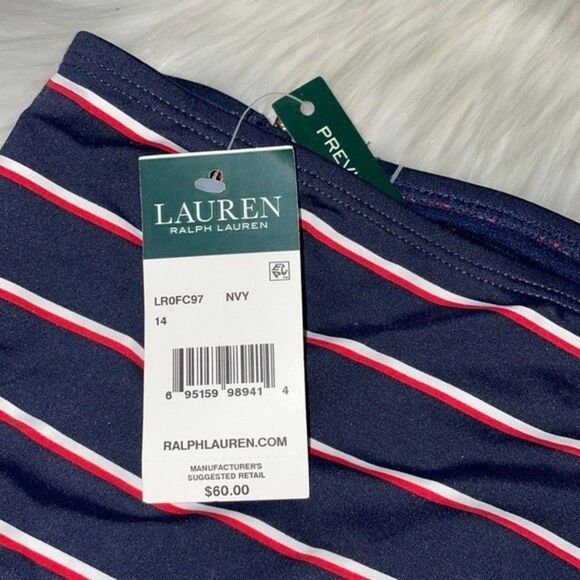 PREV
LAUREN
RALPH LAUREN
LR0FC97 NVY
14
6 95159 98941 4
RALPHLAUREN.COM
MANUFACTURER'S
SUGGESTED RETAIL
$60.00